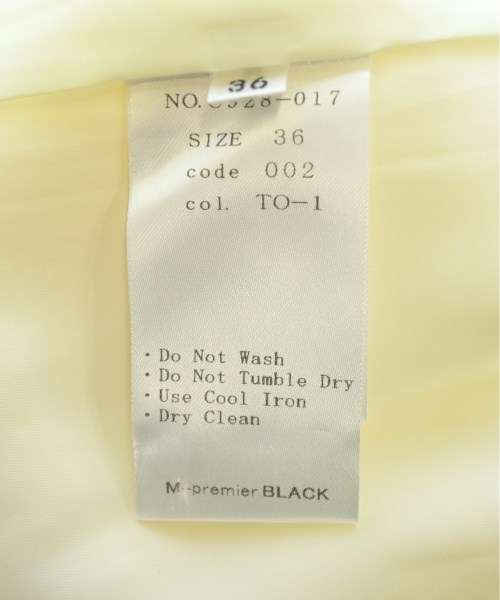 36
NO. -017
SIZE 36
code 002
col. TO-1
・Do Not Wash
・Do Not Tumble Dry
・Use Cool Iron
・Dry Clean
M-premier BLACK